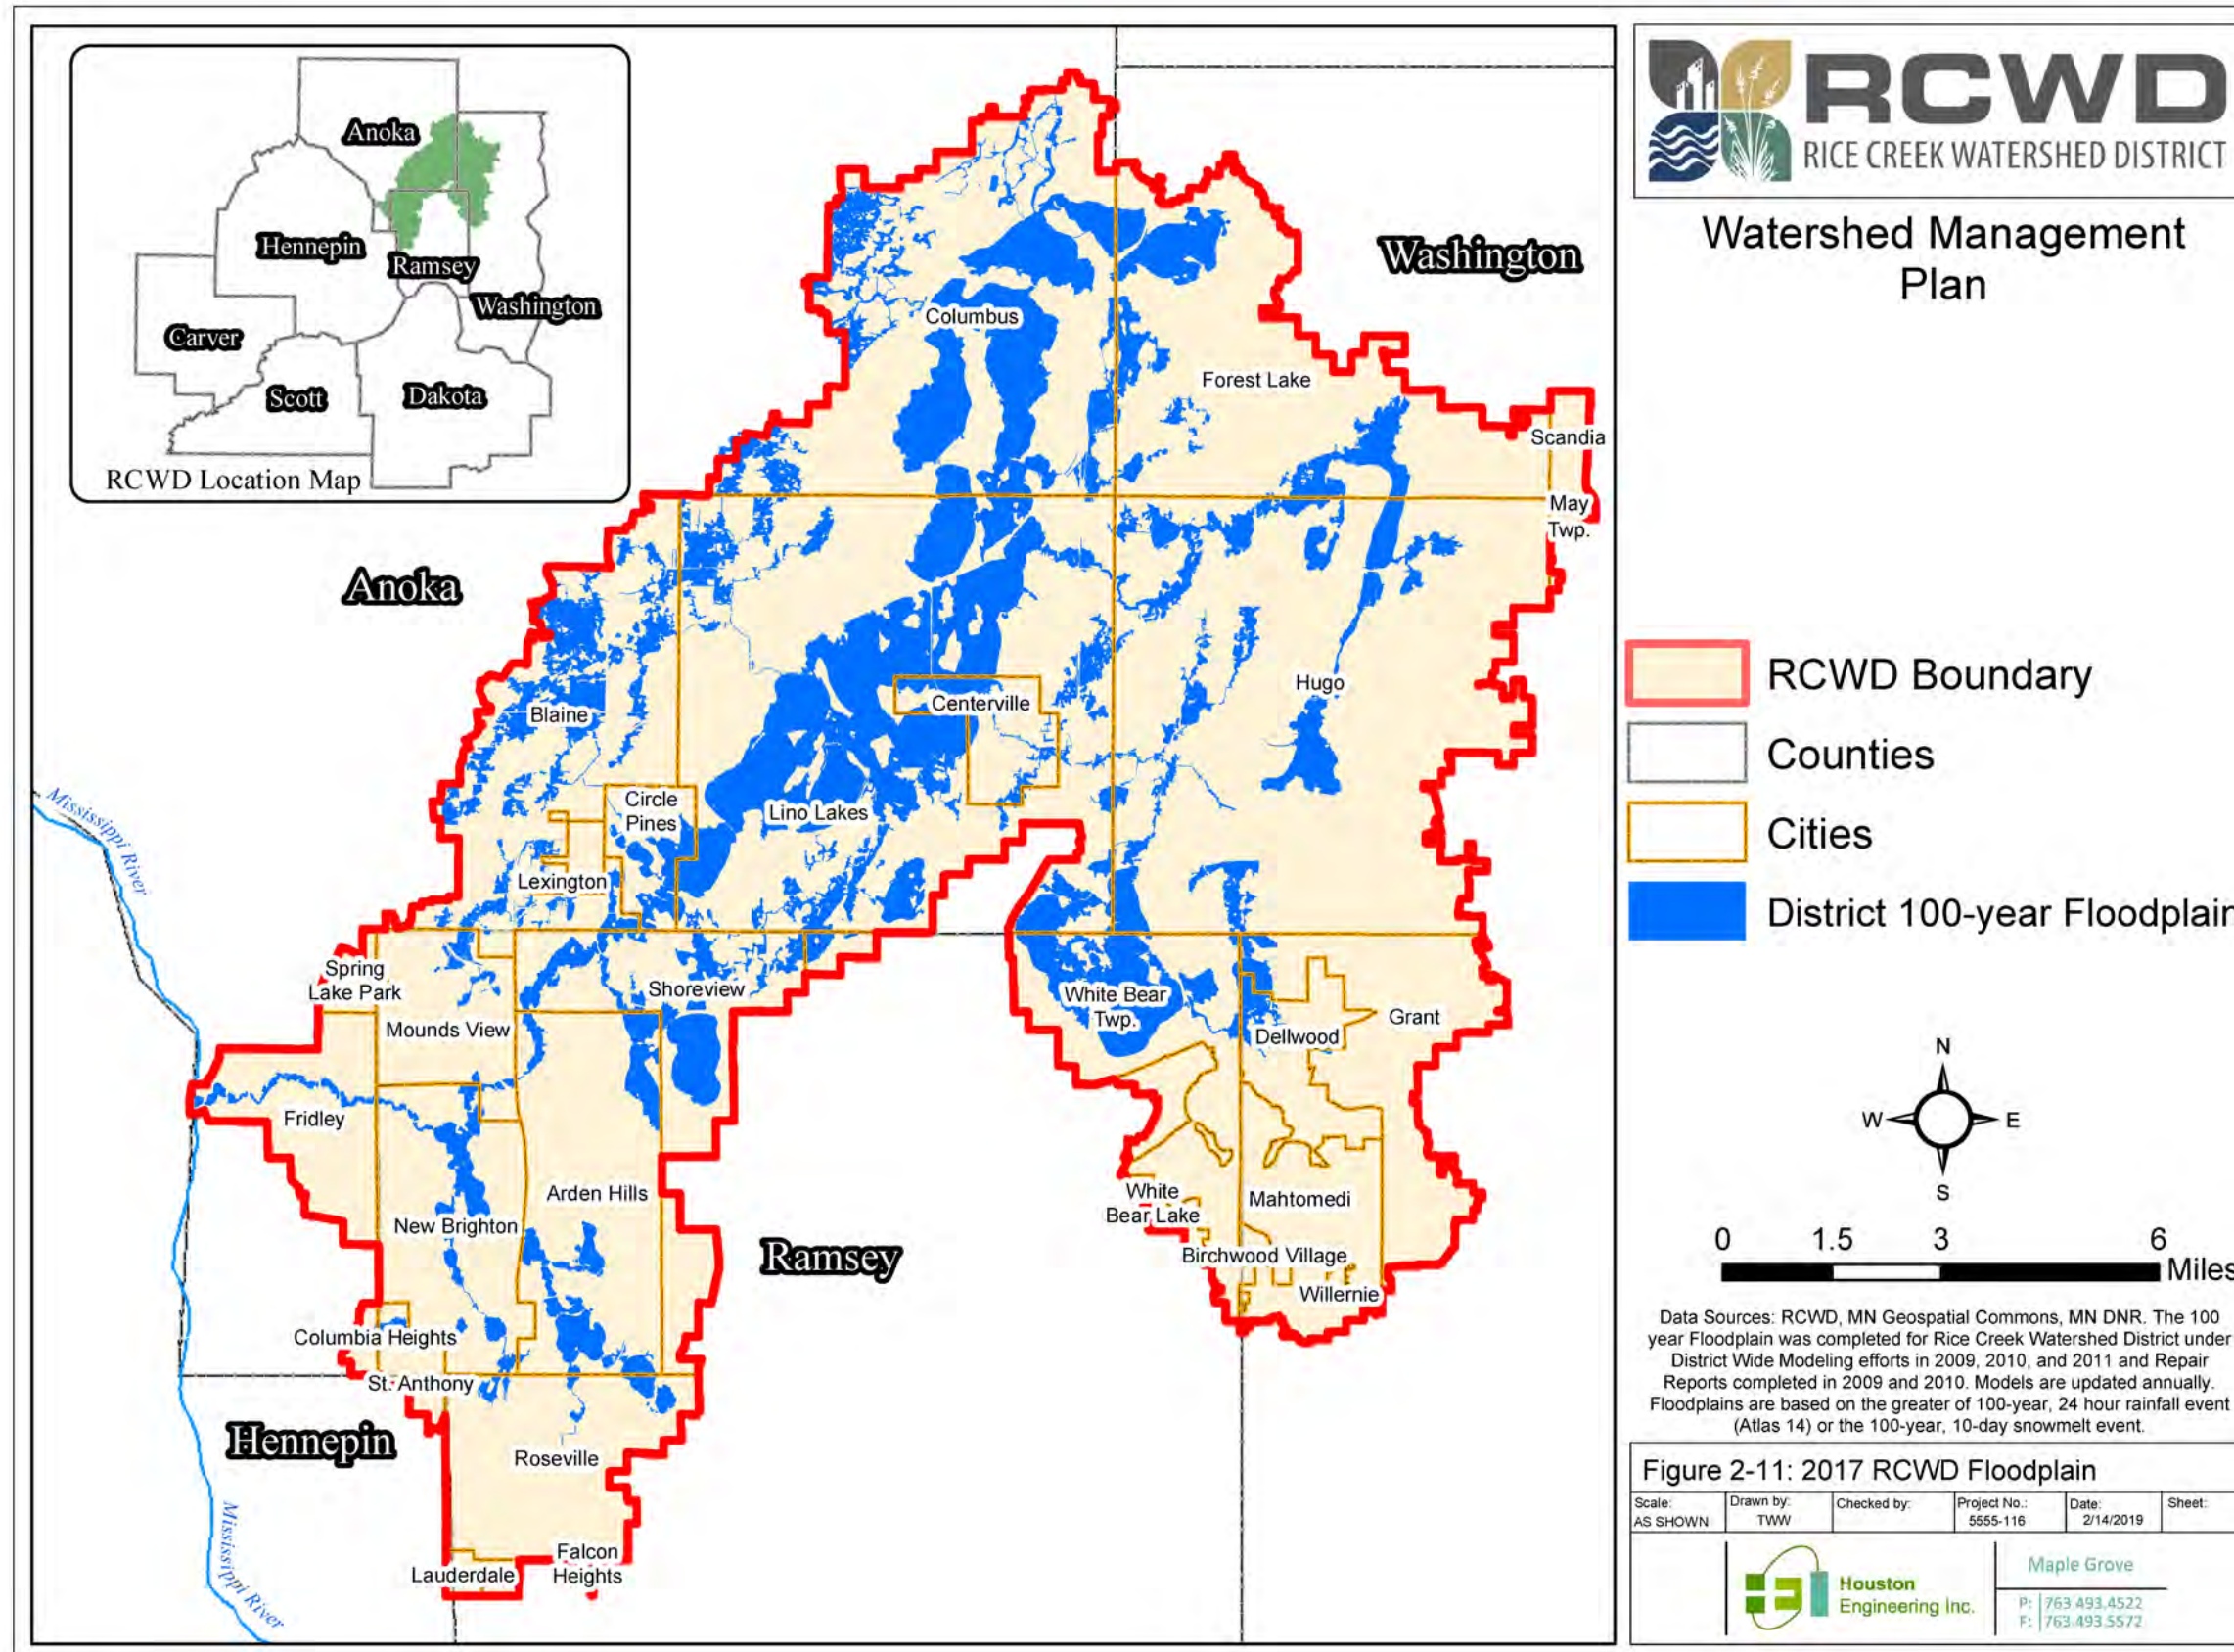 Anoka
Hennepin
Ramsey
Washington
Carver
Scott
Dakota
RCWD Location Map
Washington
Columbus
Forest Lake
Scandia
May
Twp.
Anoka
Hugo
Centerville
Blaine
Circle
Pines
Lino Lakes
Mississippi River
Lexington
Spring
Lake Park
Shoreview
White Bear
Twp.
Grant
Mounds View
Dellwood
Fridley
Arden Hills
White
Bear Lake
Mahtomedi
New Brighton
Ramsey
Birchwood Village
Willernie
Columbia Heights
St. Anthony
Hennepin
Roseville
Mississippi River
Falcon
Heights
Lauderdale
RCWD
RICE CREEK WATERSHED DISTRICT
Watershed Management
Plan
RCWD Boundary
Counties
Cities
District 100-year Floodplain
N
W E
S
0 1.5 3 6
Miles
Data Sources: RCWD, MN Geospatial Commons, MN DNR. The 100
year Floodplain was completed for Rice Creek Watershed District under
District Wide Modeling efforts in 2009, 2010, and 2011 and Repair
Reports completed in 2009 and 2010. Models are updated annually.
Floodplains are based on the greater of 100-year, 24 hour rainfall event
(Atlas 14) or the 100-year, 10-day snowmelt event.
Figure 2-11: 2017 RCWD Floodplain
Scale: Drawn by: Checked by: Project No.: Date: Sheet:
AS SHOWN TWW 5555-116 2/14/2019
Houston
Engineering Inc.
Maple Grove
P: 763.493.4522
F: 763.493.5572